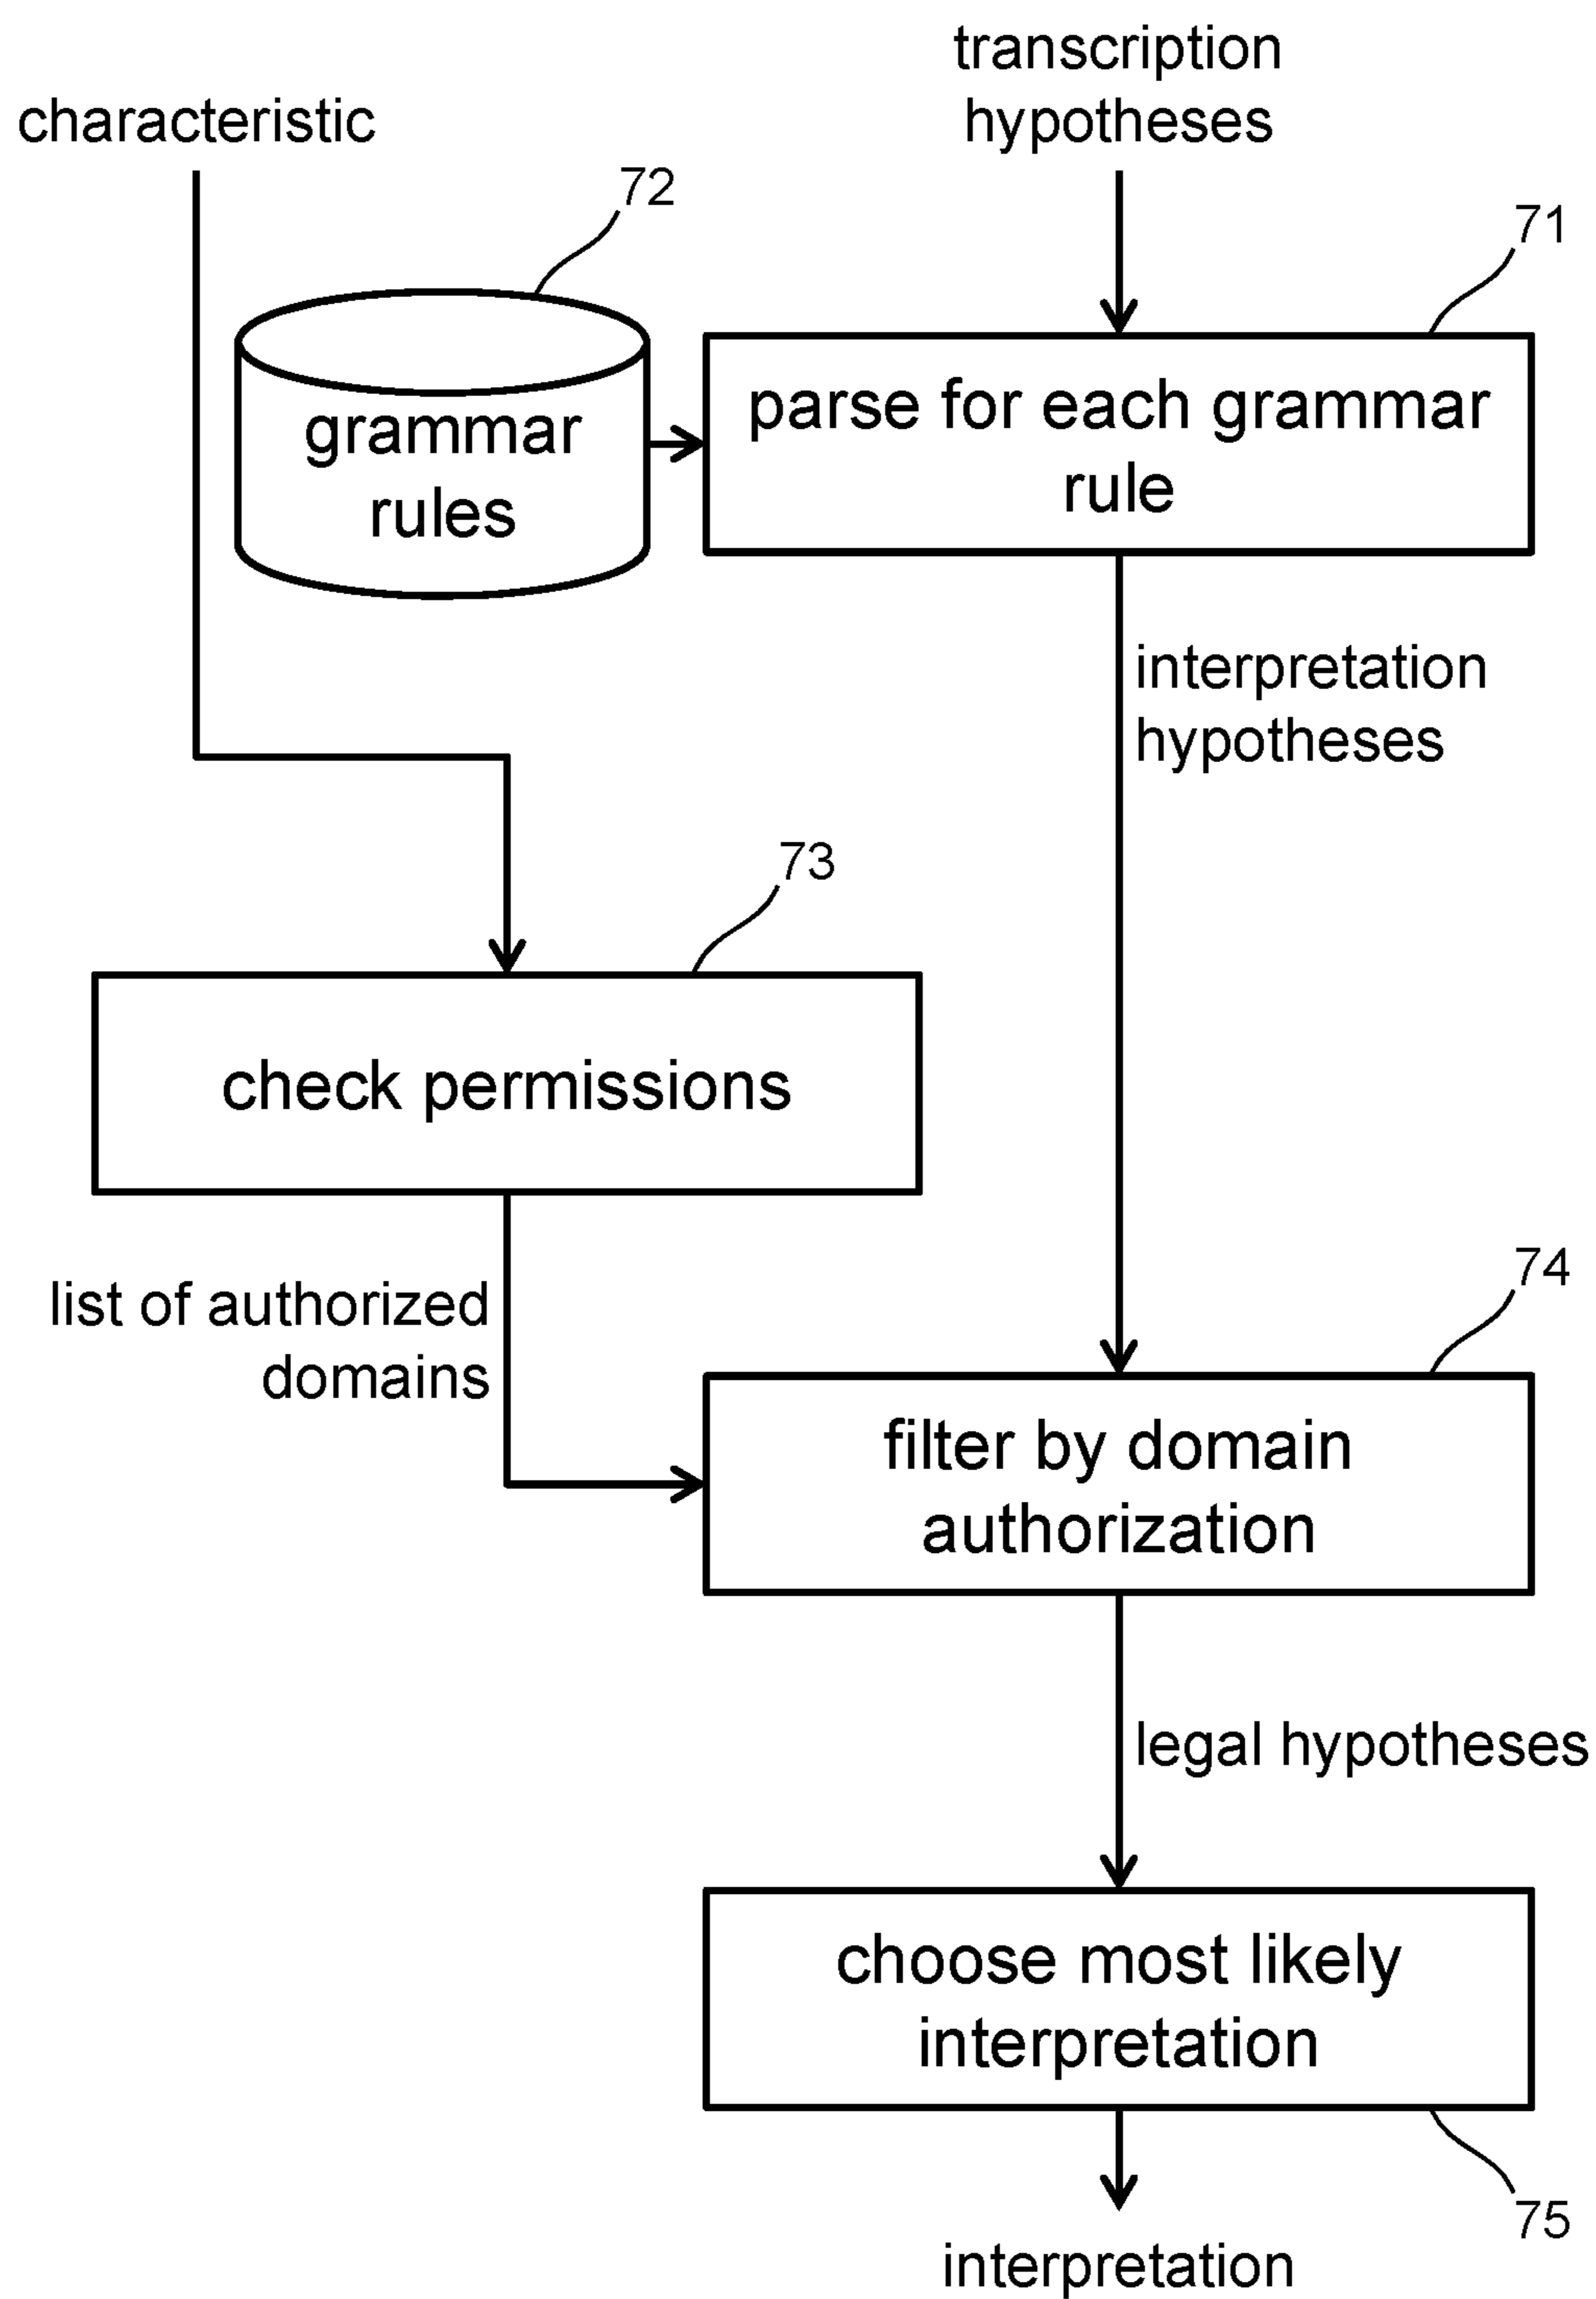 transcription
hypotheses
characteristic
72
71
grammar
rules
parse for each grammar
rule
interpretation
hypotheses
73
check permissions
list of authorized
domains
74
filter by domain
authorization
legal hypotheses
choose most likely
interpretation
75
interpretation